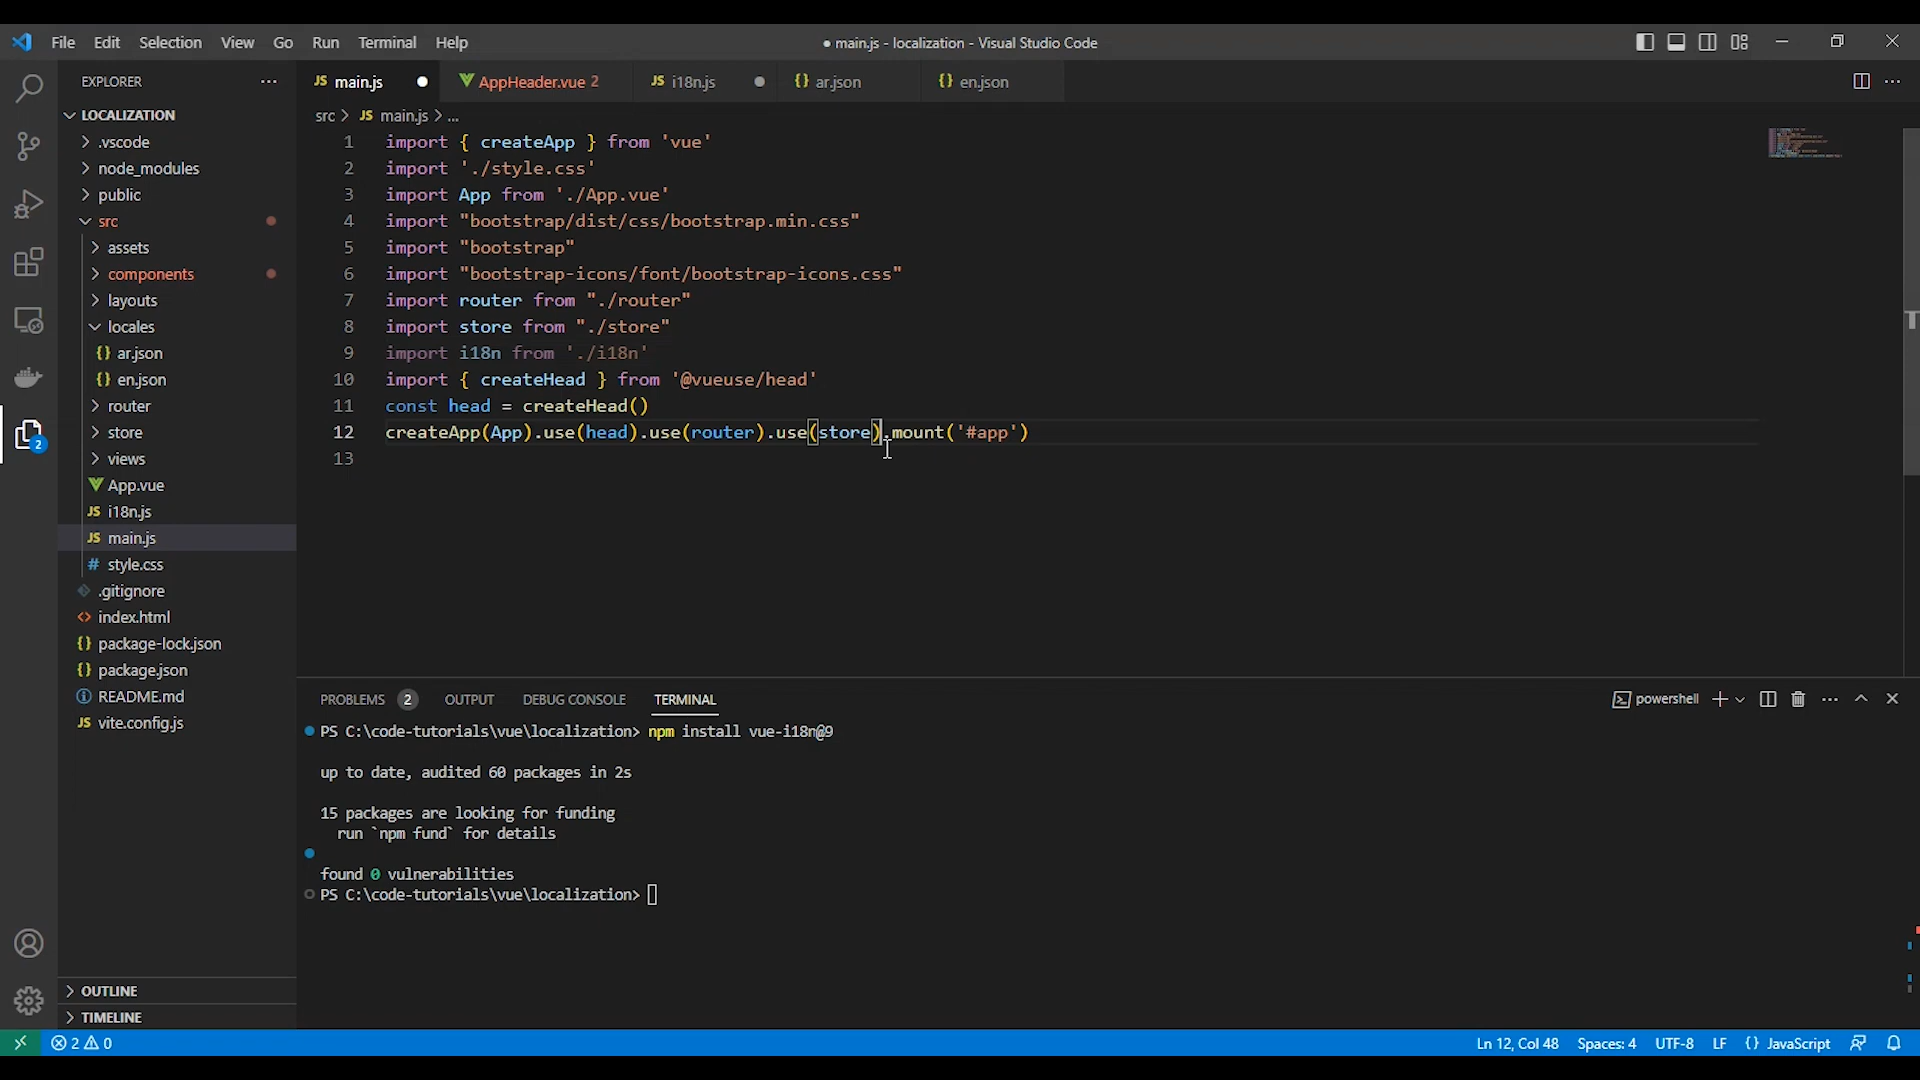 File Edit Selection View Go Run Terminal Help
● main.js - localization - Visual Studio Code
EXPLORER
JS main.js
AppHeader.vue 2
JS i18n.js
{} ar.json
{} en.json
LOCALIZATION
.vscode
node_modules
public
src
assets
components
layouts
locales
{} ar.json
{} en.json
router
store
views
App.vue
JS i18n.js
JS main.js
# style.css
.gitignore
<> index.html
{} package-lock.json
{} package.json
README.md
JS vite.config.js
OUTLINE
TIMELINE
2
src > JS main.js > ...
1 import { createApp } from 'vue'
2 import './style.css'
3 import App from './App.vue'
4 import "bootstrap/dist/css/bootstrap.min.css"
5 import "bootstrap"
6 import "bootstrap-icons/font/bootstrap-icons.css"
7 import router from "./router"
8 import store from "./store"
9 import i18n from './i18n'
10 import { createHead } from '@vueuse/head'
11 const head = createHead()
12 createApp(App).use(head).use(router).use(store).mount('#app')
13
PROBLEMS 2 OUTPUT DEBUG CONSOLE TERMINAL
powershell
PS C:\code-tutorials\vue\localization> npm install vue-i18n@9
up to date, audited 60 packages in 2s
15 packages are looking for funding
run `npm fund` for details
found 0 vulnerabilities
PS C:\code-tutorials\vue\localization>
2 0
Ln 12, Col 48 Spaces: 4 UTF-8 LF {} JavaScript